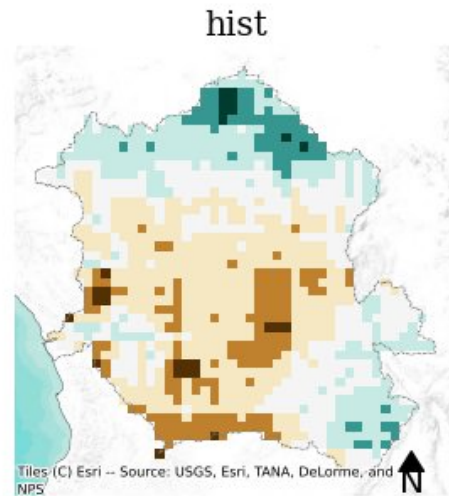 hist
Tiles (C) Esri -- Source: USGS, Esri, TANA, DeLorme, and
NPS
N